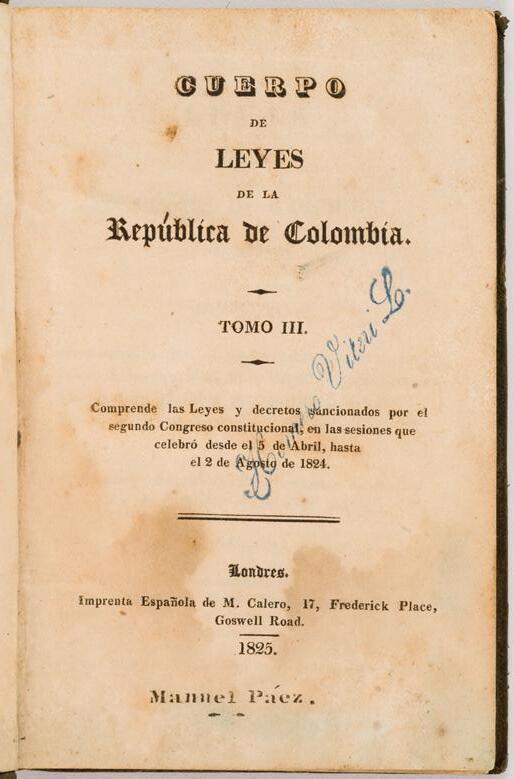 CUERPO
DE
LEYES
DE LA
República de Colombia.
TOMO III.
Comprende las Leyes y decretos sancionados por el
segundo Congreso constitucional, en las sesiones que
celebró desde el 5 de Abril, hasta
el 2 de Agosto de 1824.
Viteri L.
Londres.
Imprenta Española de M. Calero, 17, Frederick Place,
Goswell Road.
1825.
Manuel Páez.